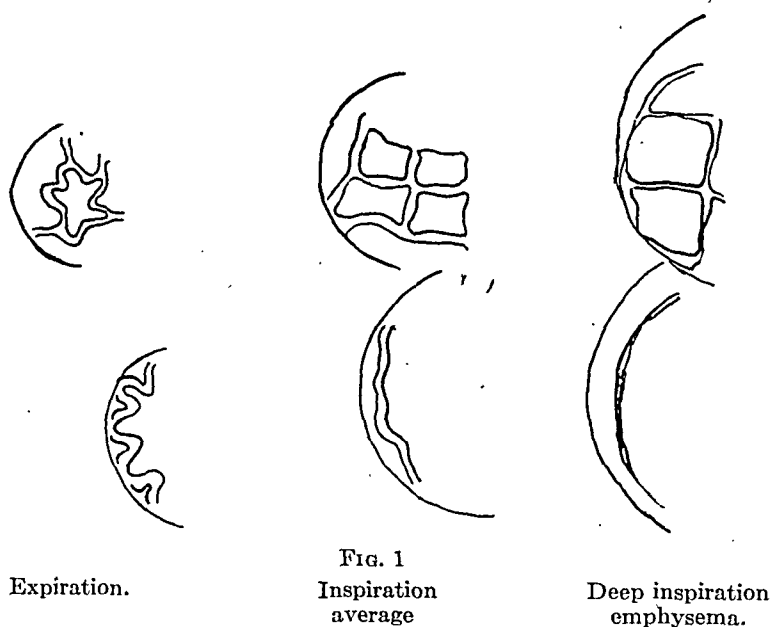 FIG. 1
Expiration.
Inspiration
average
Deep inspiration
emphysema.